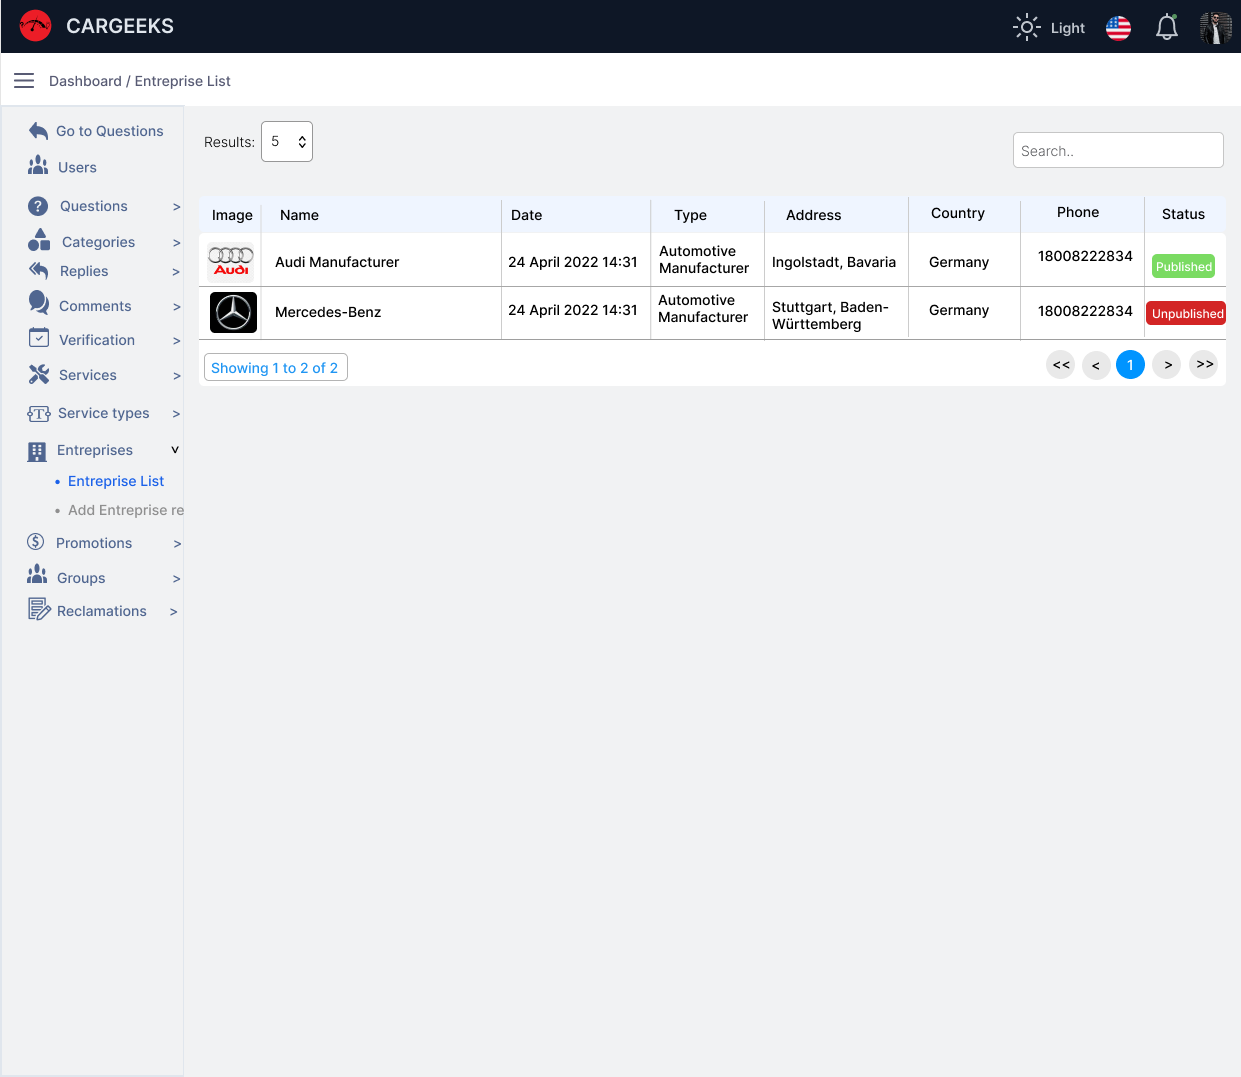 CARGEEKS
Light
Dashboard / Entreprise List
Go to Questions
Users
Questions >
Categories >
Replies >
Comments >
Verification >
Services >
Service types >
Entreprises v
• Entreprise List
• Add Entreprise re
Promotions >
Groups >
Reclamations >
Results: 5
Search..
Image Name Date Type Address Country Phone Status
Audi Audi Manufacturer 24 April 2022 14:31 Automotive Manufacturer Ingolstadt, Bavaria Germany 18008222834 Published
Mercedes-Benz 24 April 2022 14:31 Automotive Manufacturer Stuttgart, Baden-Württemberg Germany 18008222834 Unpublished
Showing 1 to 2 of 2
<< < 1 > >>